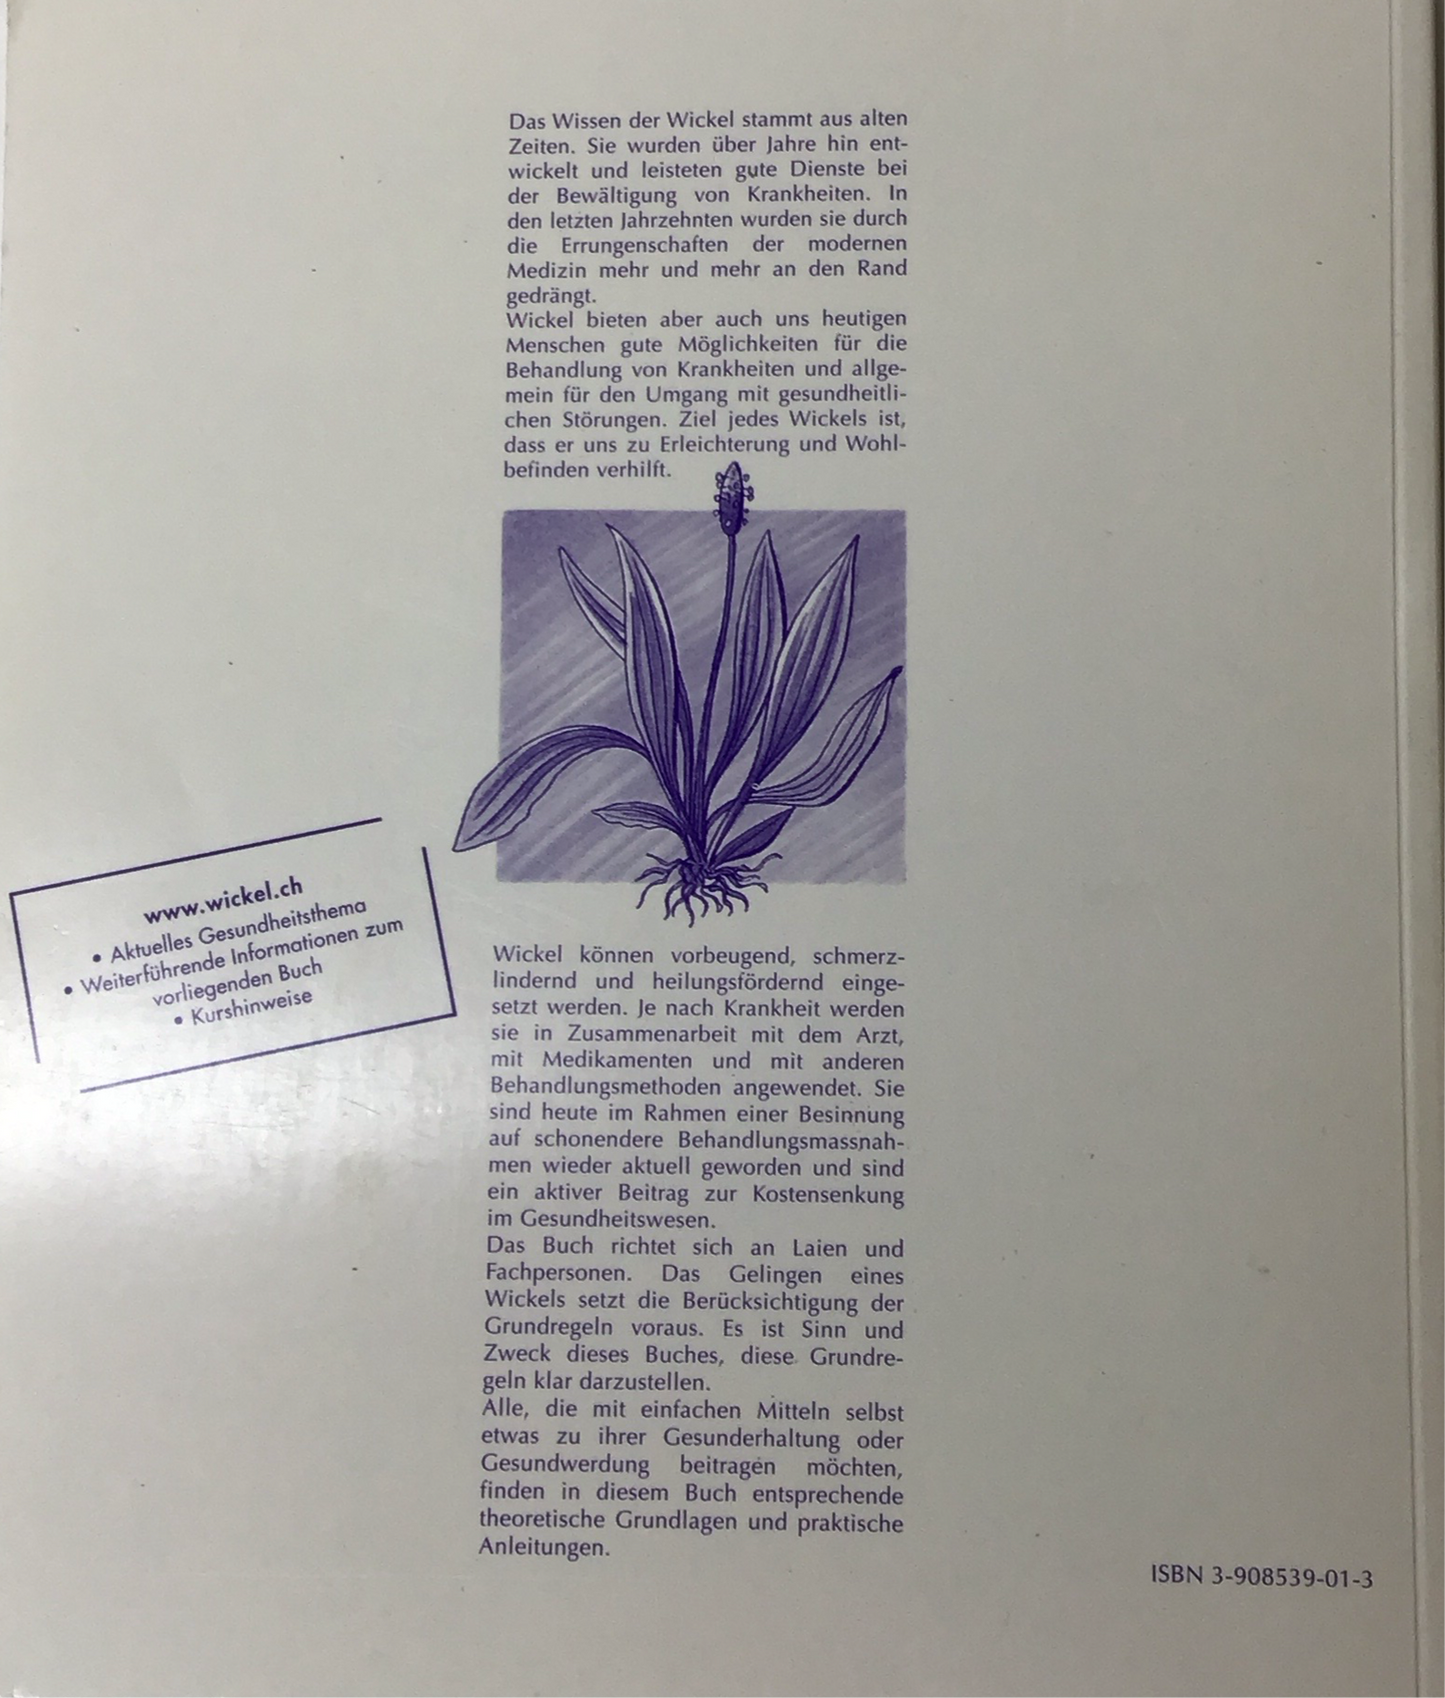 Das Wissen der Wickel stammt aus alten
Zeiten. Sie wurden über Jahre hin ent-
wickelt und leisteten gute Dienste bei
der Bewältigung von Krankheiten. In
den letzten Jahrzehnten wurden sie durch
die Errungenschaften der modernen
Medizin mehr und mehr an den Rand
gedrängt.
Wickel bieten aber auch uns heutigen
Menschen gute Möglichkeiten für die
Behandlung von Krankheiten und allge-
mein für den Umgang mit gesundheitli-
chen Störungen. Ziel jedes Wickels ist,
dass er uns zu Erleichterung und Wohl-
befinden verhilft.
www.wickel.ch
• Aktuelles Gesundheitsthema
• Weiterführende Informationen zum
vorliegenden Buch
• Kurshinweise
Wickel können vorbeugend, schmerz-
lindernd und heilungsfördernd einge-
setzt werden. Je nach Krankheit werden
sie in Zusammenarbeit mit dem Arzt,
mit Medikamenten und mit anderen
Behandlungsmethoden angewendet. Sie
sind heute im Rahmen einer Besinnung
auf schonendere Behandlungsmassnah-
men wieder aktuell geworden und sind
ein aktiver Beitrag zur Kostensenkung
im Gesundheitswesen.
Das Buch richtet sich an Laien und
Fachpersonen. Das Gelingen eines
Wickels setzt die Berücksichtigung der
Grundregeln voraus. Es ist Sinn und
Zweck dieses Buches, diese Grundre-
geln klar darzustellen.
Alle, die mit einfachen Mitteln selbst
etwas zu ihrer Gesunderhaltung oder
Gesundwerdung beitragen möchten,
finden in diesem Buch entsprechende
theoretische Grundlagen und praktische
Anleitungen.
ISBN 3-908539-01-3